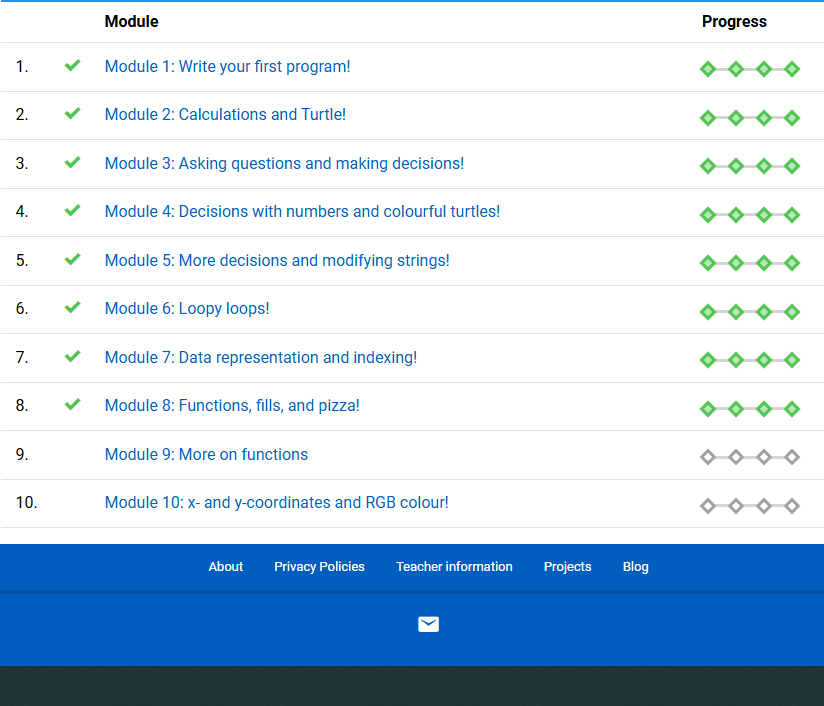 Module Progress
1. Module 1: Write your first program!
2. Module 2: Calculations and Turtle!
3. Module 3: Asking questions and making decisions!
4. Module 4: Decisions with numbers and colourful turtles!
5. Module 5: More decisions and modifying strings!
6. Module 6: Loopy loops!
7. Module 7: Data representation and indexing!
8. Module 8: Functions, fills, and pizza!
9. Module 9: More on functions
10. Module 10: x- and y-coordinates and RGB colour!
About Privacy Policies Teacher information Projects Blog